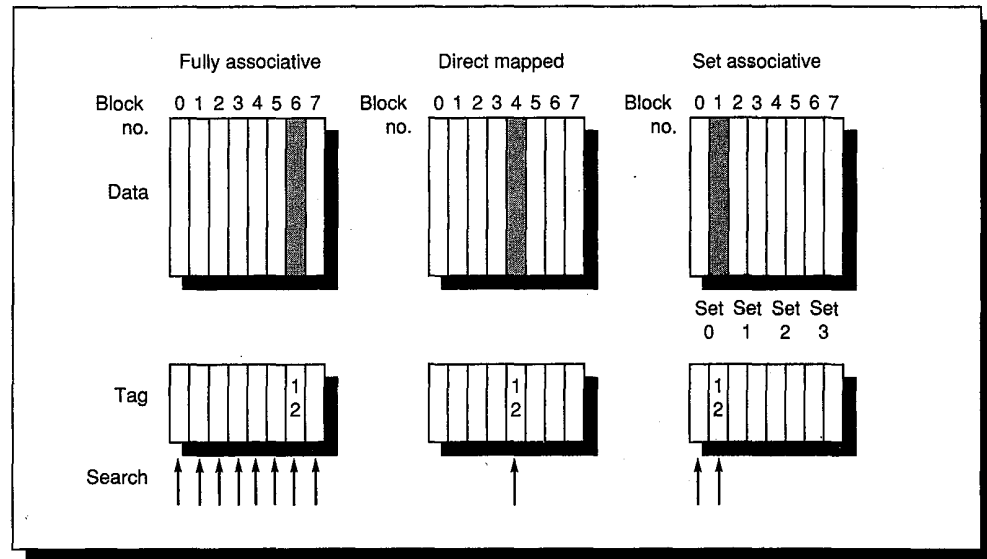 Fully associative
Direct mapped
Set associative
Block no.
0 1 2 3 4 5 6 7
Block no.
0 1 2 3 4 5 6 7
Block no.
0 1 2 3 4 5 6 7
Data
Set 0
Set 1
Set 2
Set 3
Tag
1
2
1
2
1
2
Search